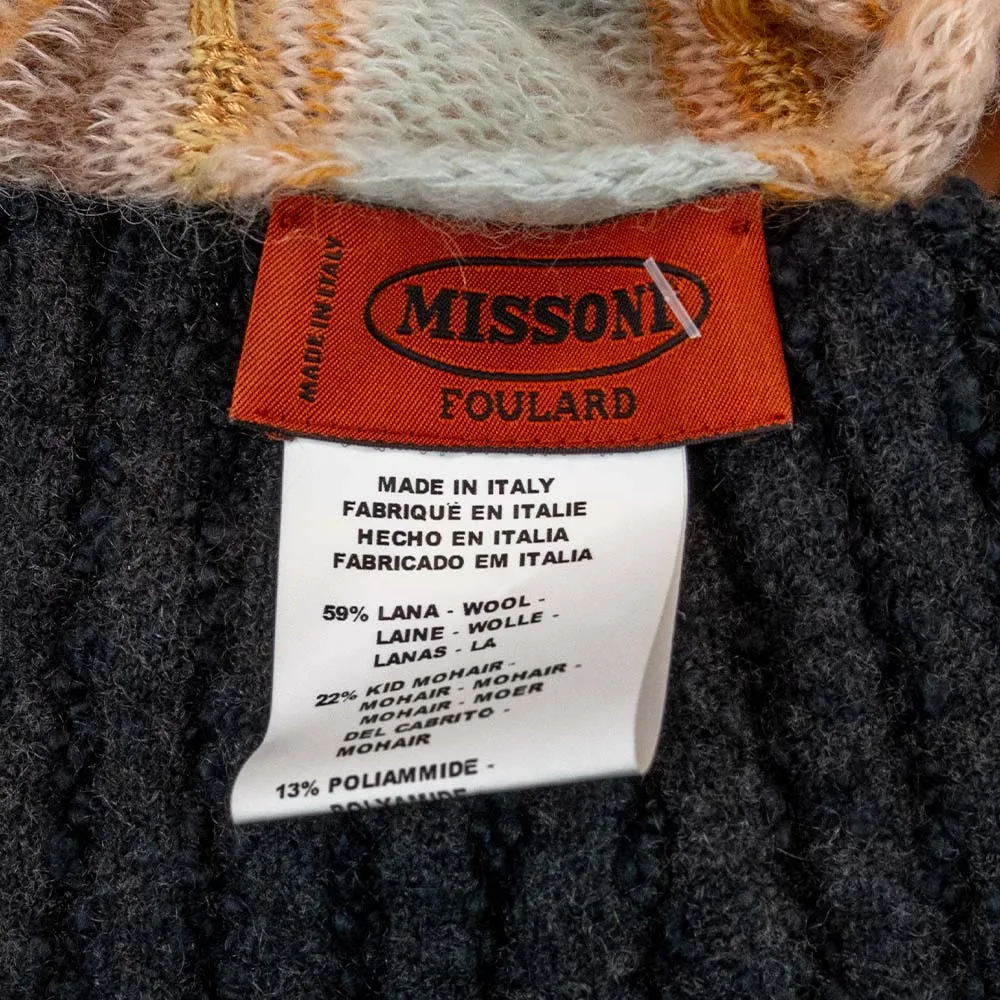 MADE IN ITALY
MISSONI
FOULARD
MADE IN ITALY
FABRIQUÉ EN ITALIE
HECHO EN ITALIA
FABRICADO EM ITALIA
59% LANA - WOOL -
LAINE - WOLLE -
LANAS - LA
22% KID MOHAIR -
MOHAIR - MOHAIR -
MOHAIR - MOER
DEL CABRITO -
MOHAIR
13% POLIAMMIDE -
POLYAMIDE